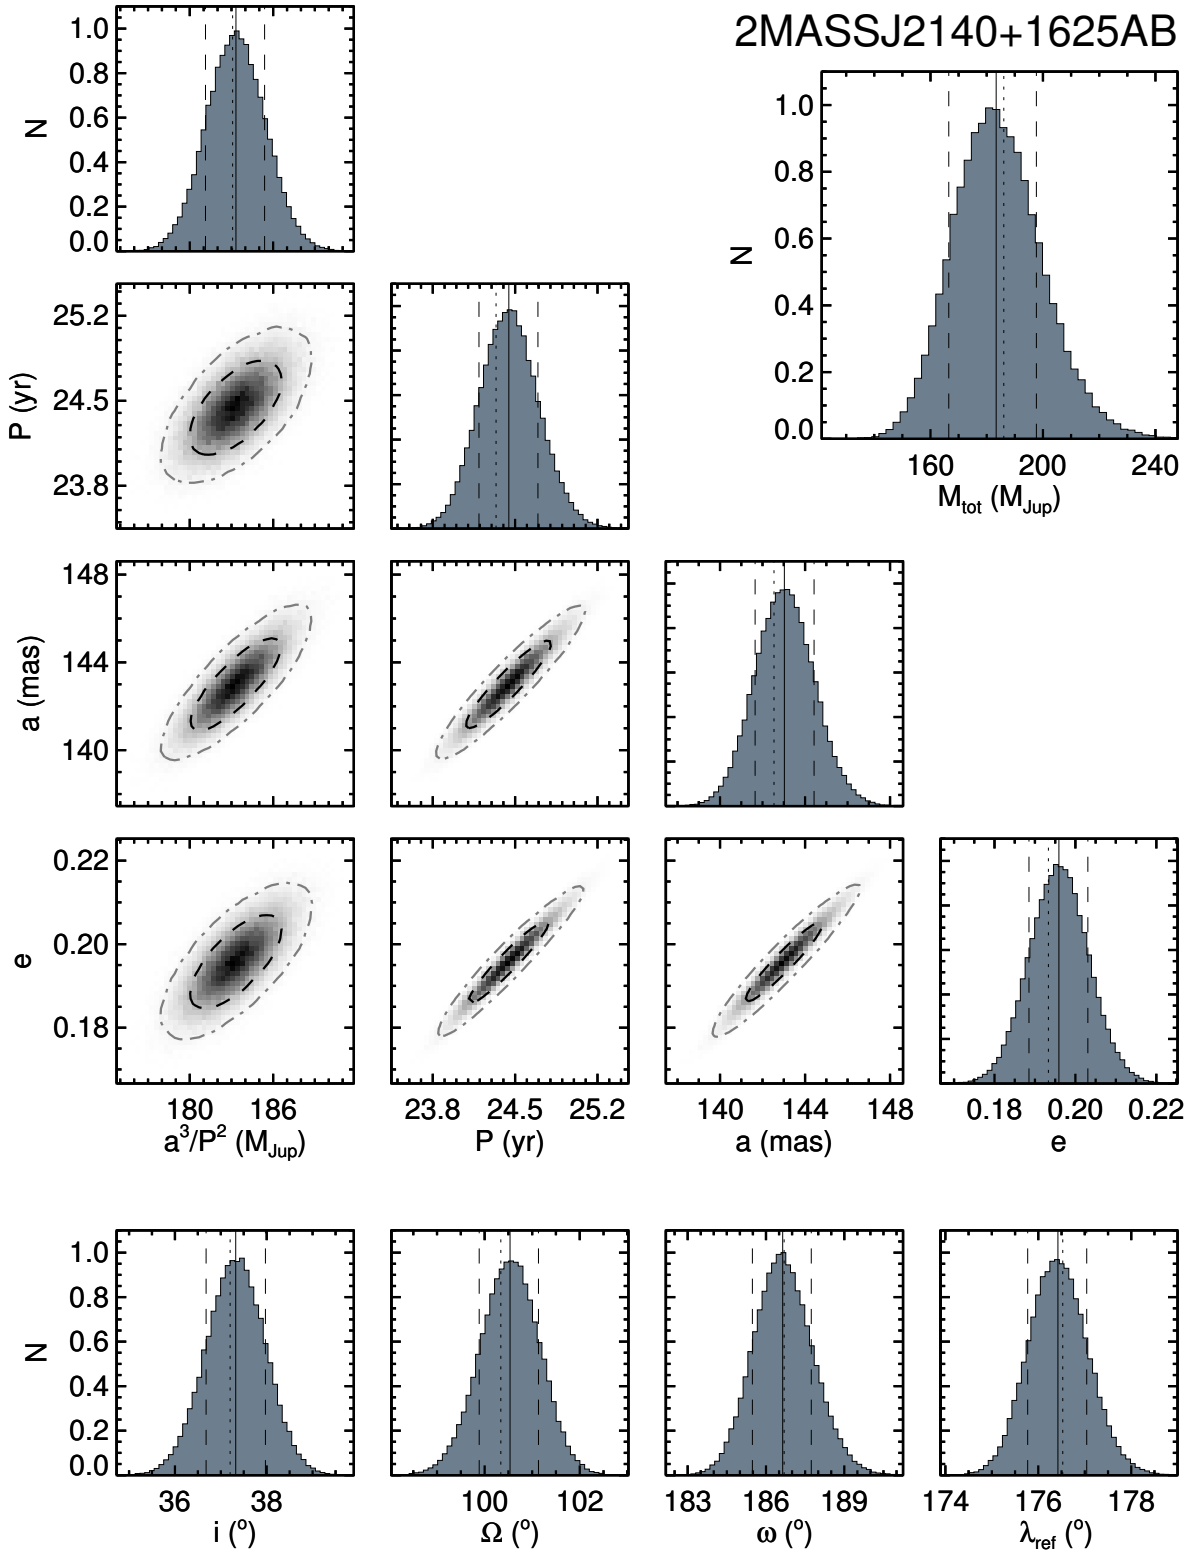 2MASSJ2140+1625AB
1.0
0.8
0.6
0.4
0.2
0.0
N
1.0
0.8
0.6
0.4
0.2
0.0
N
160 200 240
M_tot (M_Jup)
25.2
24.5
23.8
P (yr)
148
144
140
a (mas)
0.22
0.20
0.18
e
180 186
a³/P² (M_Jup)
23.8 24.5 25.2
P (yr)
140 144 148
a (mas)
0.18 0.20 0.22
e
1.0
0.8
0.6
0.4
0.2
0.0
N
36 38
i (°)
100 102
Ω (°)
183 186 189
ω (°)
174 176 178
λ_ref (°)